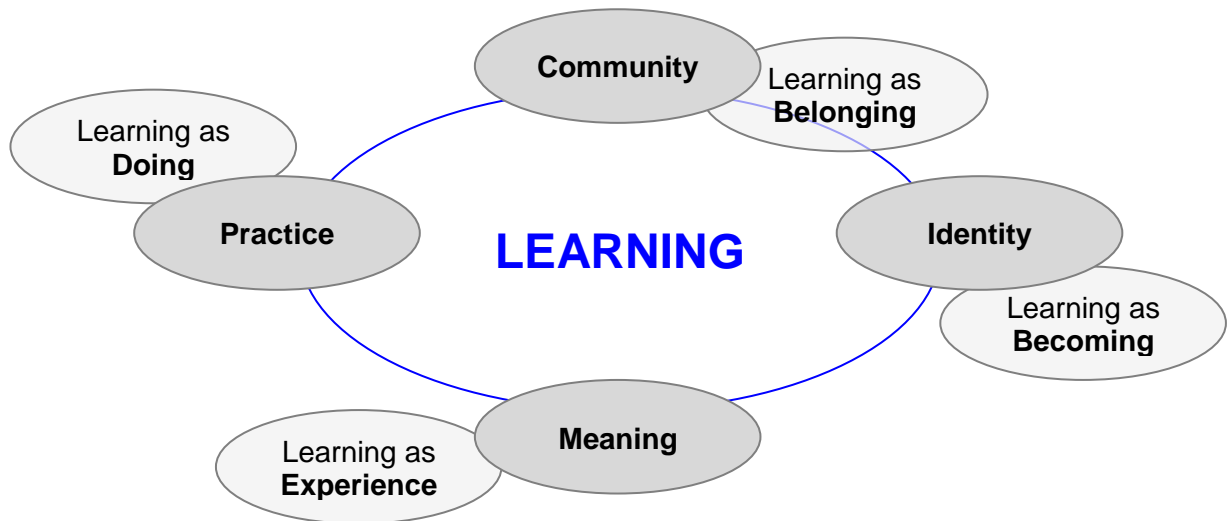 Community
Learning as
Belonging
Learning as
Doing
Practice
LEARNING
Identity
Learning as
Becoming
Meaning
Learning as
Experience